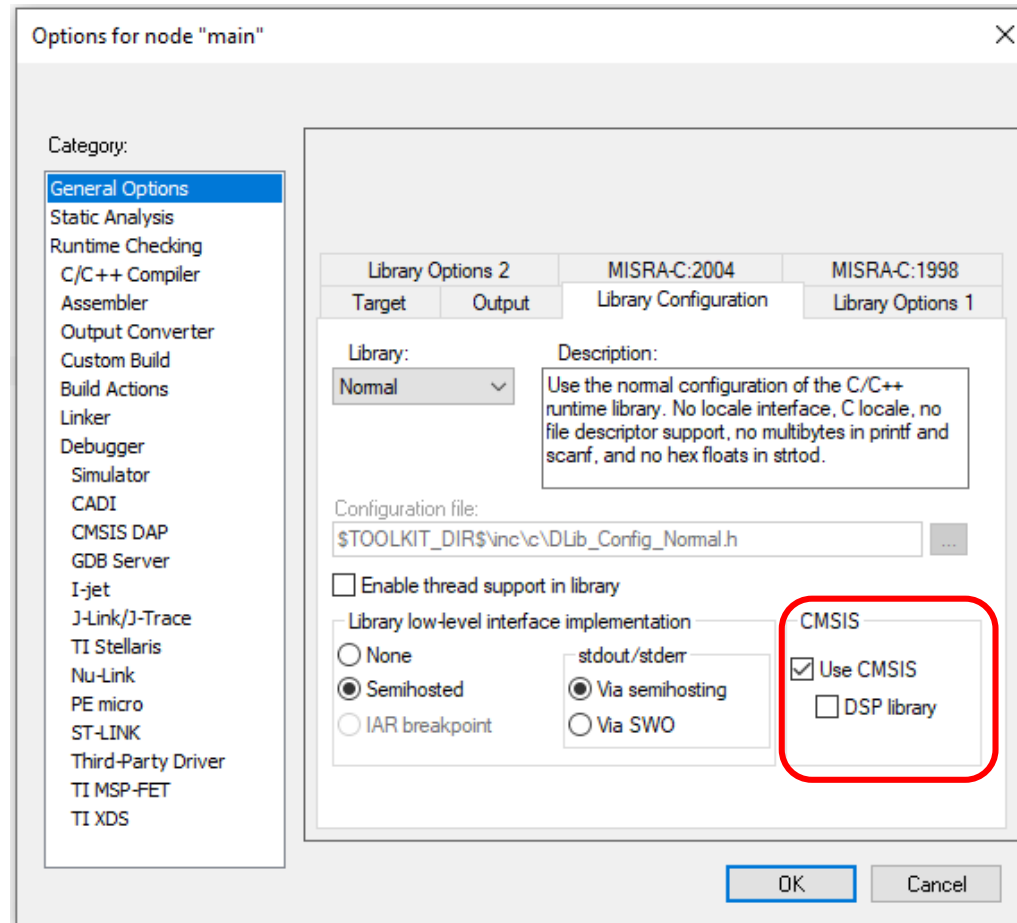 Options for node "main"
Category:
General Options
Static Analysis
Runtime Checking
C/C++ Compiler
Assembler
Output Converter
Custom Build
Build Actions
Linker
Debugger
Simulator
CADI
CMSIS DAP
GDB Server
I-jet
J-Link/J-Trace
TI Stellaris
Nu-Link
PE micro
ST-LINK
Third-Party Driver
TI MSP-FET
TI XDS
Library Options 2
MISRA-C:2004
MISRA-C:1998
Target
Output
Library Configuration
Library Options 1
Library:
Normal
Description:
Use the normal configuration of the C/C++
runtime library. No locale interface, C locale, no
file descriptor support, no multibytes in printf and
scanf, and no hex floats in strtod.
Configuration file:
$TOOLKIT_DIR$\inc\c\DLib_Config_Normal.h
...
Enable thread support in library
Library low-level interface implementation
None
Semihosted
IAR breakpoint
stdout/stderr
Via semihosting
Via SWO
CMSIS
Use CMSIS
DSP library
OK
Cancel